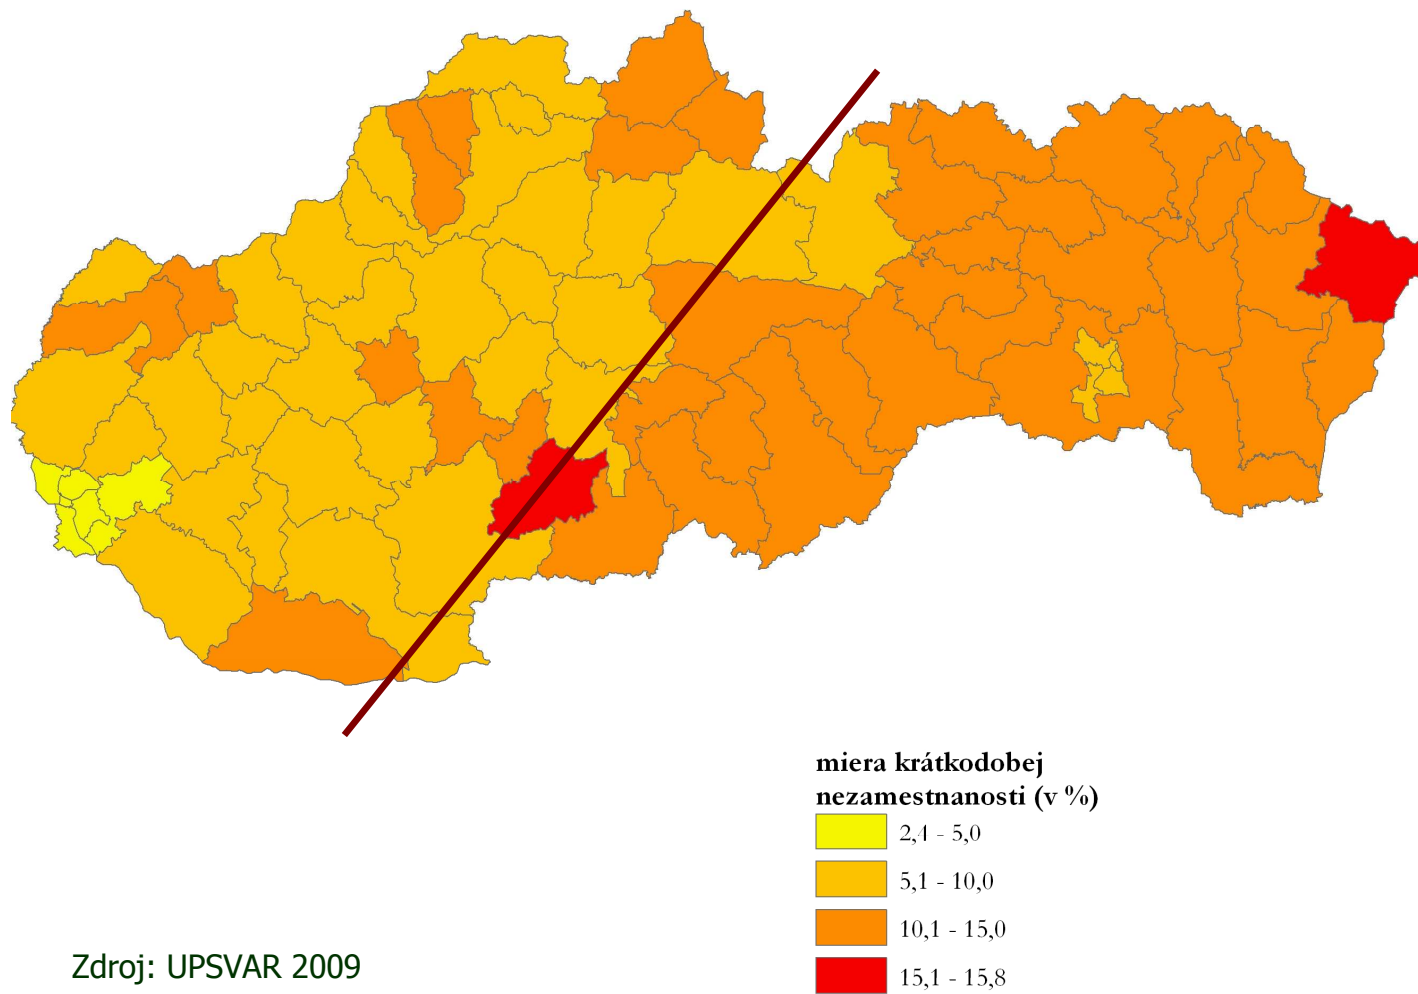 miera krátkodobej
nezamestnanosti (v %)
2,4 - 5,0
5,1 - 10,0
10,1 - 15,0
15,1 - 15,8
Zdroj: UPSVAR 2009